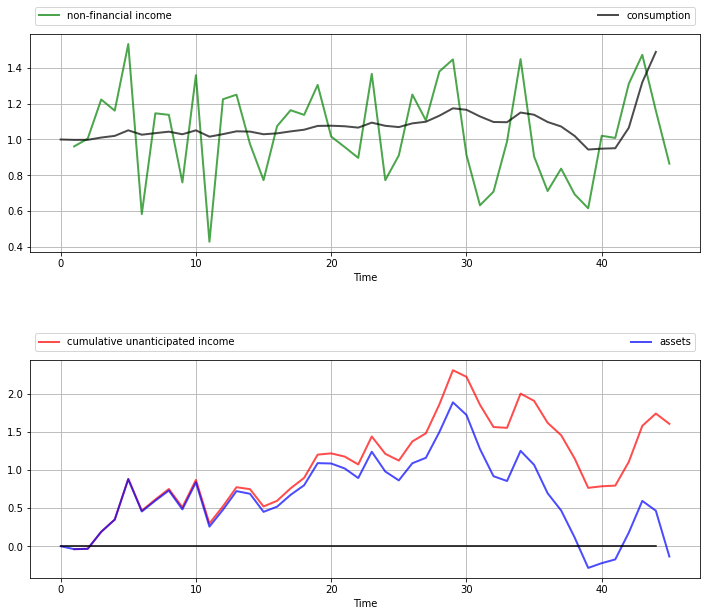 non-financial income consumption
1.4
1.2
1.0
0.8
0.6
0.4
0 10 20 30 40
Time
cumulative unanticipated income assets
2.0
1.5
1.0
0.5
0.0
0 10 20 30 40
Time